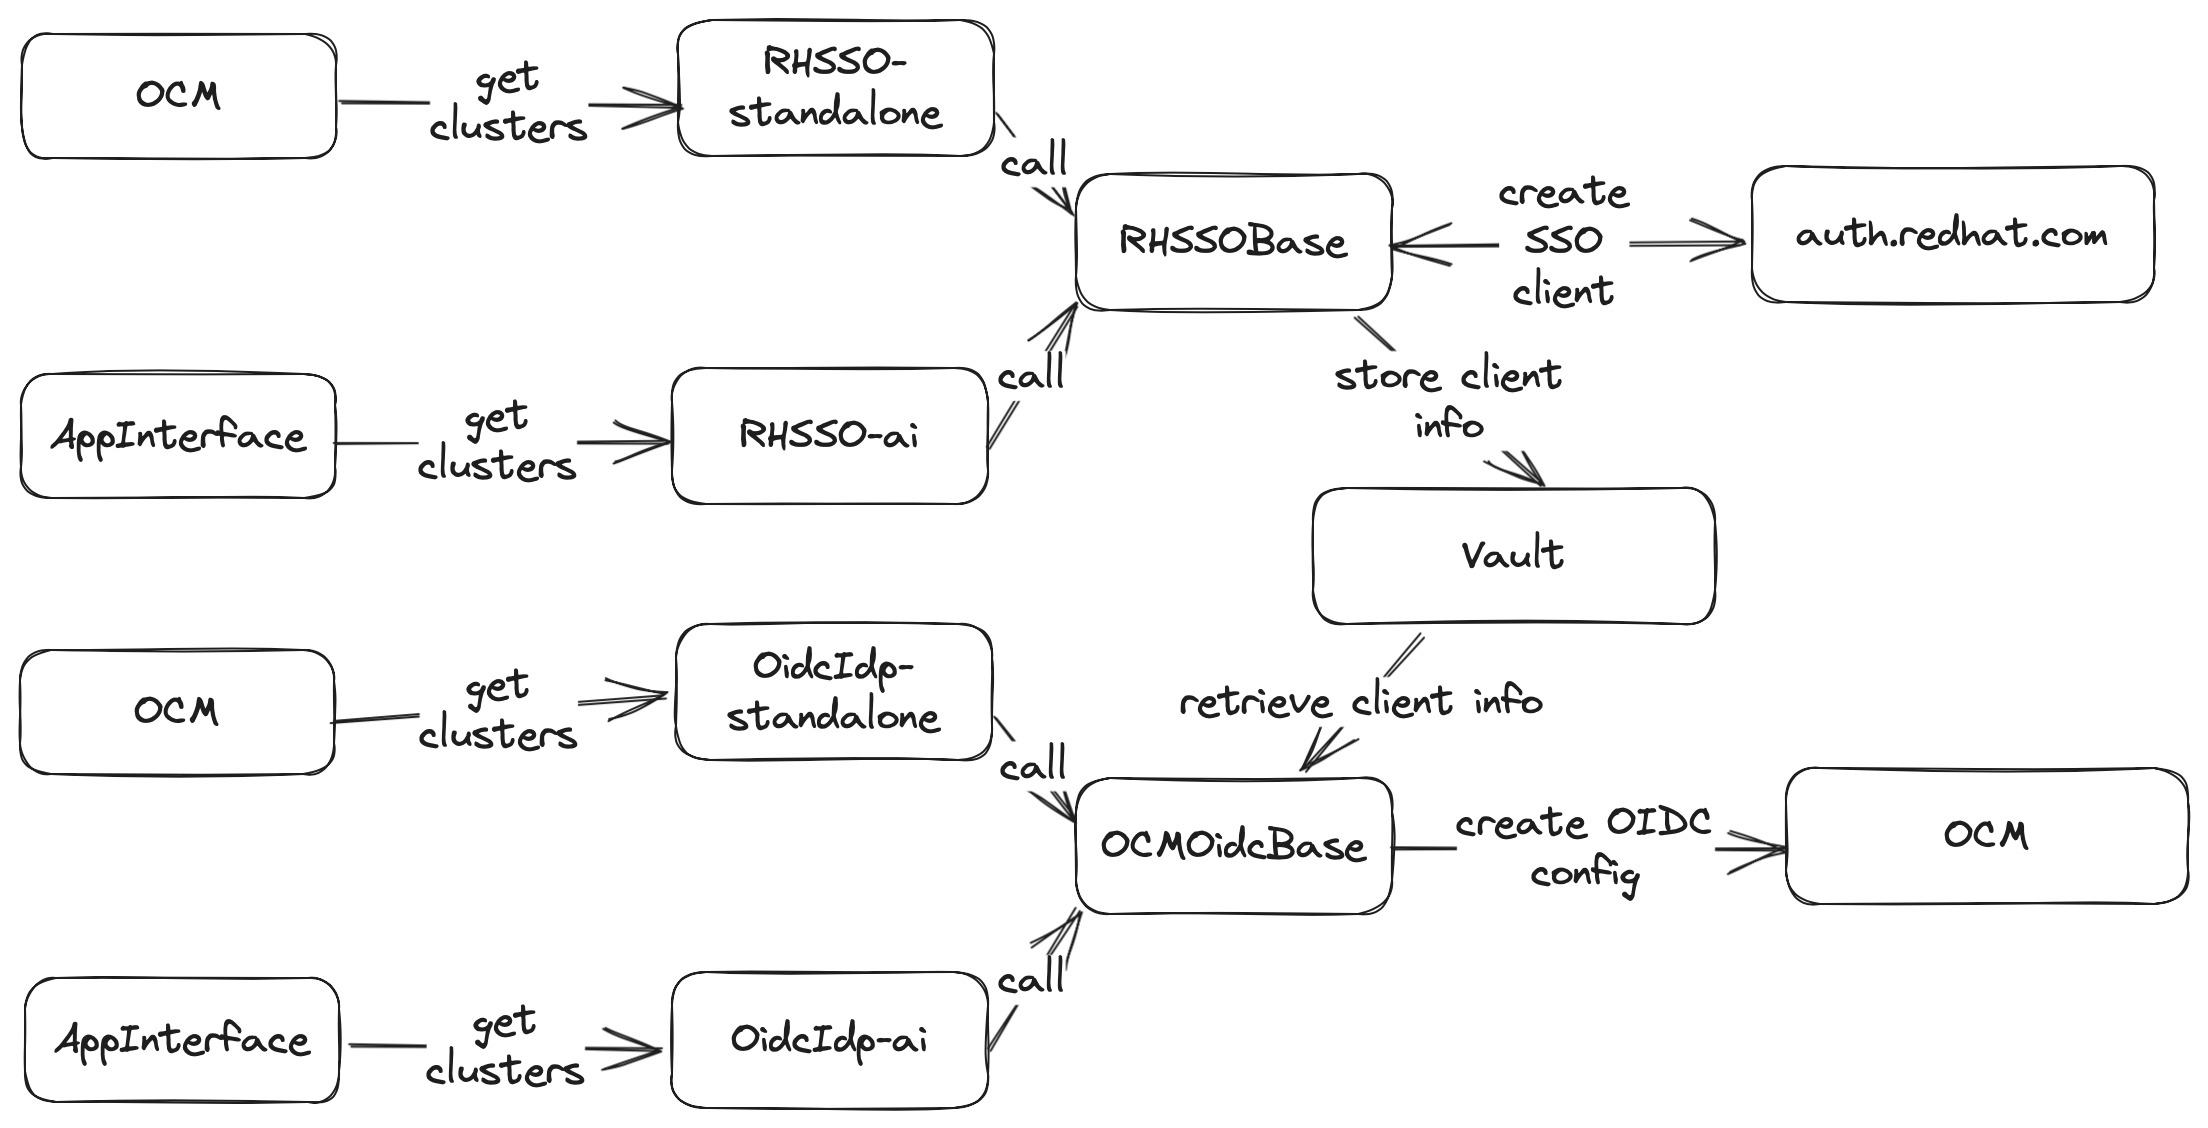 OCM
get
clusters
RHSSO-
standalone
call
RHSSOBase
create
SSO
client
auth.redhat.com
AppInterface
get
clusters
RHSSO-ai
call
store client
info
Vault
OCM
get
clusters
OidcIdp-
standalone
call
retrieve client info
OCMOidcBase
create OIDC
config
OCM
AppInterface
get
clusters
OidcIdp-ai
call